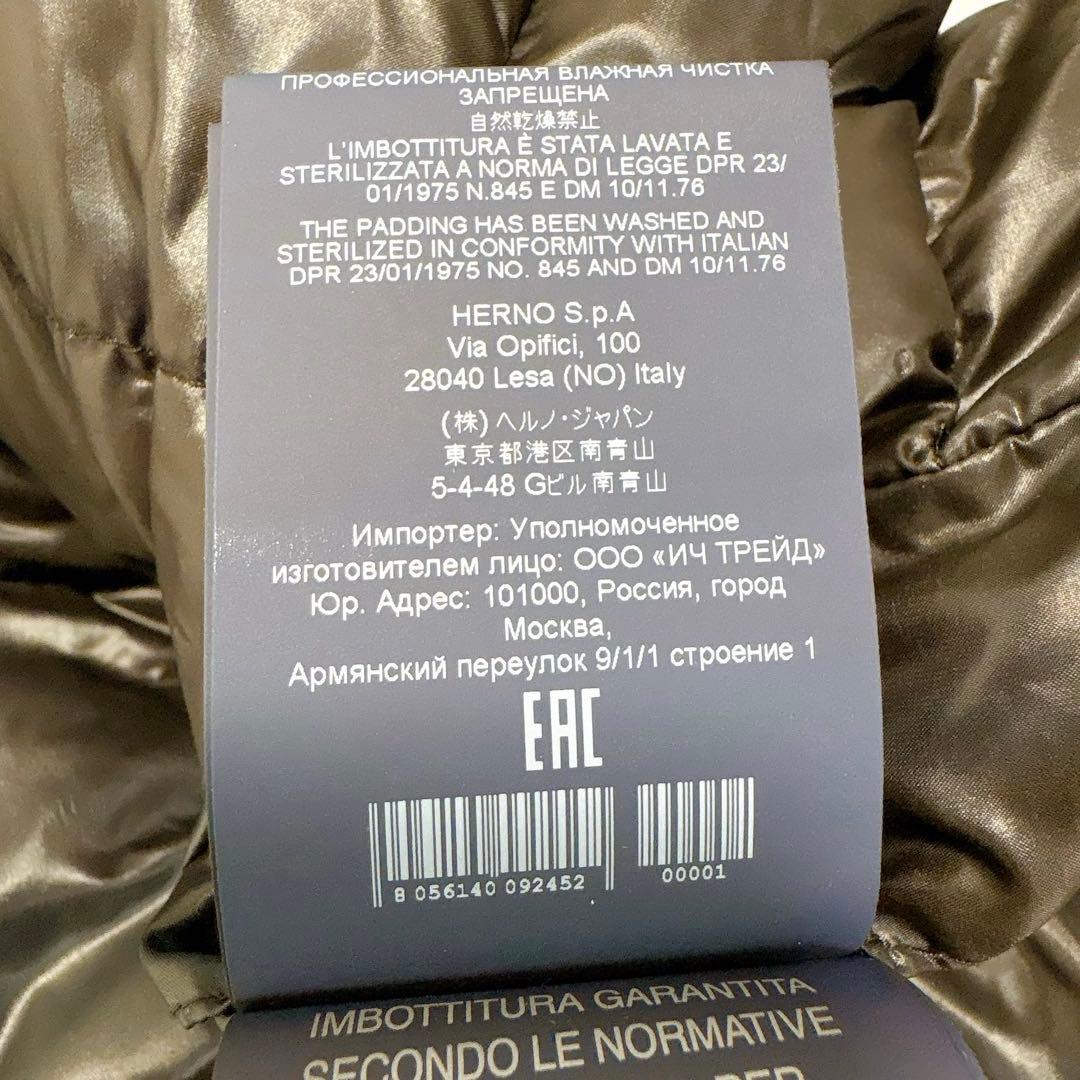 ПРОФЕССИОНАЛЬНАЯ ВЛАЖНАЯ ЧИСТКА
ЗАПРЕЩЕНА
自然乾燥禁止
L'IMBOTTITURA È STATA LAVATA E
STERILIZZATA A NORMA DI LEGGE DPR 23/
01/1975 N.845 E DM 10/11.76
THE PADDING HAS BEEN WASHED AND
STERILIZED IN CONFORMITY WITH ITALIAN
DPR 23/01/1975 NO. 845 AND DM 10/11.76
HERNO S.p.A
Via Opifici, 100
28040 Lesa (NO) Italy
(株)ヘルノ・ジャパン
東京都港区南青山
5-4-48 Gビル南青山
Импортер: Уполномоченное
изготовителем лицо: ООО «ИЧ ТРЕЙД»
Юр. Адрес: 101000, Россия, город
Москва,
Армянский переулок 9/1/1 строение 1
EAC
8 056140 092452
00001
IMBOTTITURA GARANTITA
SECONDO LE NORMATIVE
PER